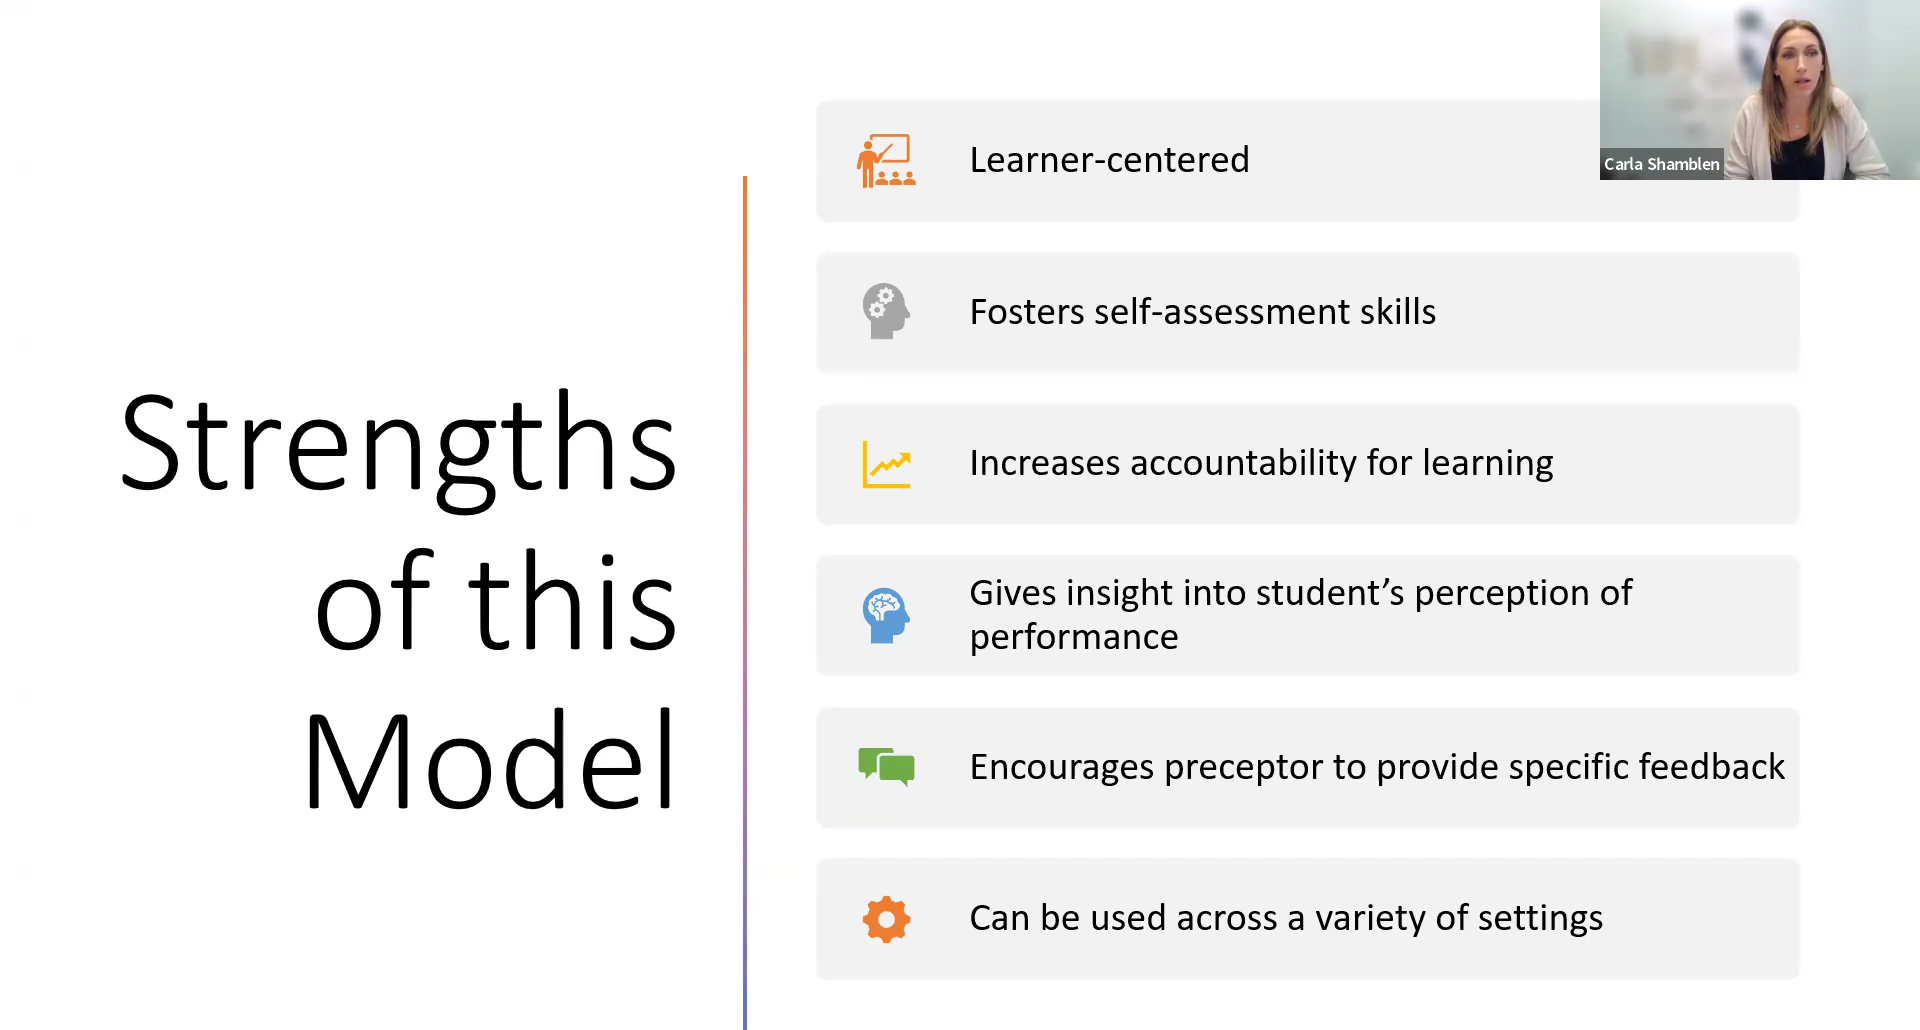 Strengths
of this
Model
Learner-centered
Fosters self-assessment skills
Increases accountability for learning
Gives insight into student’s perception of
performance
Encourages preceptor to provide specific feedback
Can be used across a variety of settings
Carla Shamblen